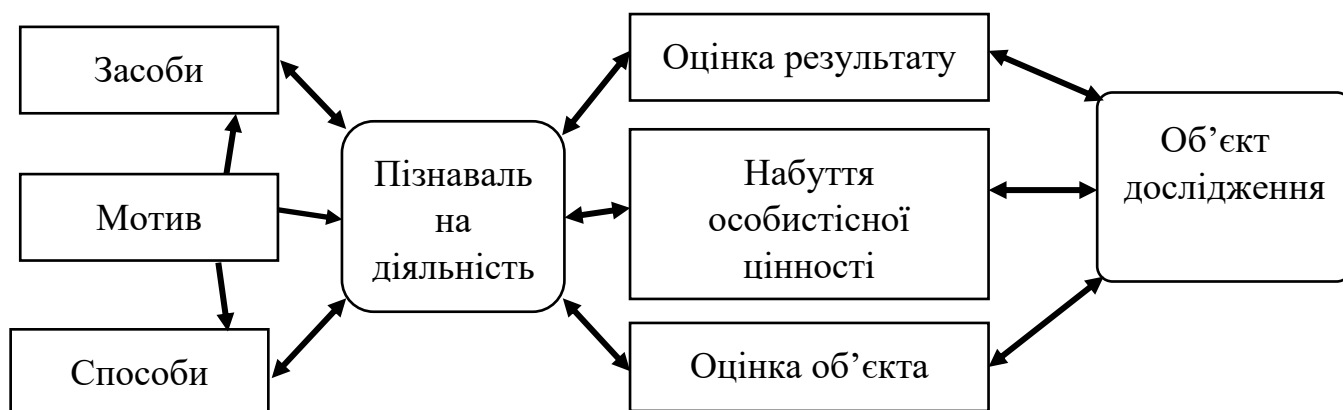 Засоби
Мотив
Способи
Пізнаваль
на
діяльність
Оцінка результату
Набуття
особистісної
цінності
Оцінка об’єкта
Об’єкт
дослідження